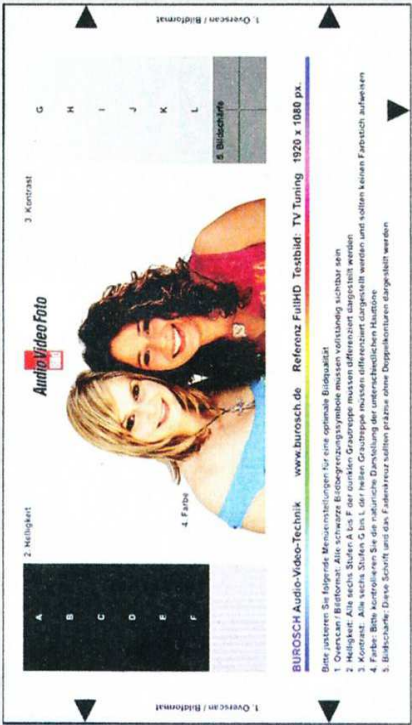 1. Overscan / Bildformat
2. Helligkeit
Audio Video Foto
Bild
3. Kontrast
A
B
C
D
E
F
G
H
I
J
K
L
4. Farbe
5. Bildschärfe
BUROSCH Audio-Video-Technik www.burosch.de Referenz FullHD Testbild: TV Tuning 1920 x 1080 px.
Bitte justieren Sie folgende Menüeinstellungen für eine optimale Bildqualität
1. Overscan / Bildformat: Alle schwarze Bildbegrenzungssymbole müssen vollständig sichtbar sein
2. Helligkeit: Alle sechs Stufen A bis F der dunklen Grautreppe müssen differenziert dargestellt werden
3. Kontrast: Alle sechs Stufen G bis L der hellen Grautreppe müssen differenziert dargestellt werden und sollten keinen Farbstich aufweisen
4. Farbe: Bitte kontrollieren Sie die natürliche Darstellung der unterschiedlichen Hauttöne
5. Bildschärfe: Diese Schrift und das Fadenkreuz sollten präzise ohne Doppelkonturen dargestellt werden
1. Overscan / Bildformat